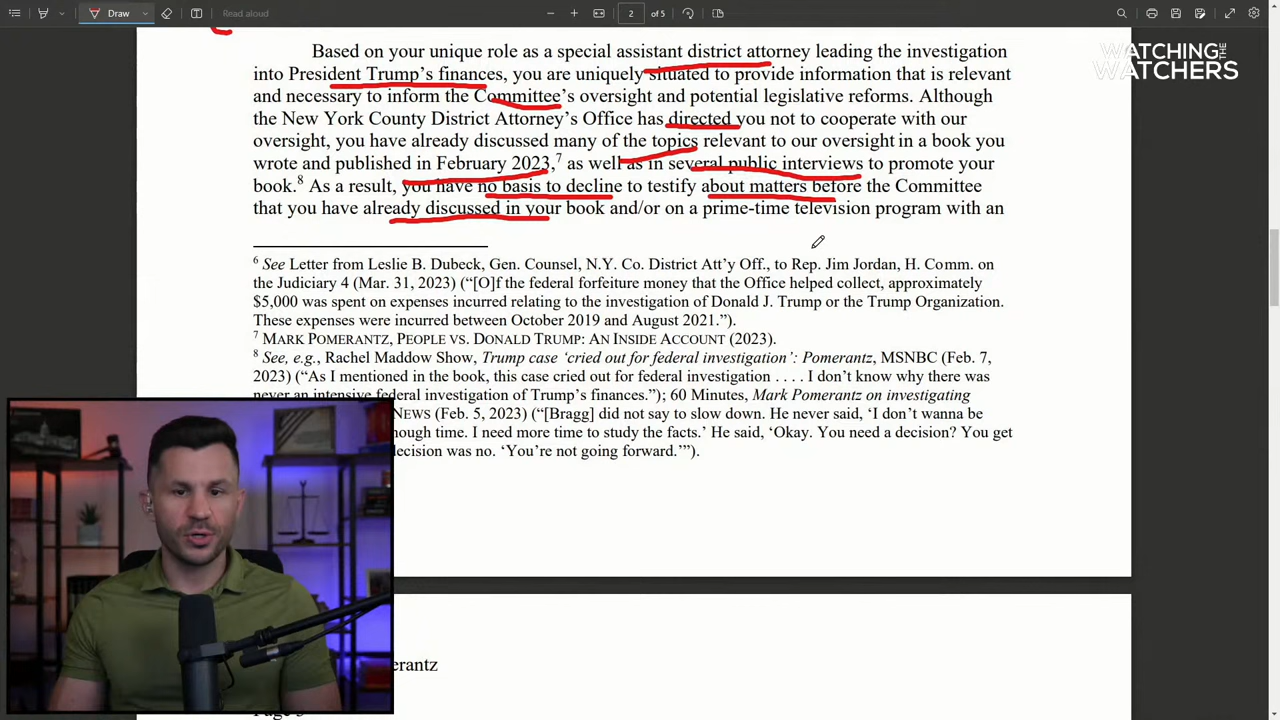 Draw
Read aloud
2 of 5
WATCHING THE
WATCHERS
Based on your unique role as a special assistant district attorney leading the investigation
into President Trump's finances, you are uniquely situated to provide information that is relevant
and necessary to inform the Committee's oversight and potential legislative reforms. Although
the New York County District Attorney's Office has directed you not to cooperate with our
oversight, you have already discussed many of the topics relevant to our oversight in a book you
wrote and published in February 2023,7 as well as in several public interviews to promote your
book.8 As a result, you have no basis to decline to testify about matters before the Committee
that you have already discussed in your book and/or on a prime-time television program with an
6 See Letter from Leslie B. Dubeck, Gen. Counsel, N.Y. Co. District Att'y Off., to Rep. Jim Jordan, H. Comm. on
the Judiciary 4 (Mar. 31, 2023) ("[O]f the federal forfeiture money that the Office helped collect, approximately
$5,000 was spent on expenses incurred relating to the investigation of Donald J. Trump or the Trump Organization.
These expenses were incurred between October 2019 and August 2021.").
7 MARK POMERANTZ, PEOPLE VS. DONALD TRUMP: AN INSIDE ACCOUNT (2023).
8 See, e.g., Rachel Maddow Show, Trump case 'cried out for federal investigation': Pomerantz, MSNBC (Feb. 7,
2023) ("As I mentioned in the book, this case cried out for federal investigation . . . . I don't know why there was
never an intensive federal investigation of Trump's finances."); 60 Minutes, Mark Pomerantz on investigating
NEWS (Feb. 5, 2023) ("[Bragg] did not say to slow down. He never said, 'I don't wanna be
time. I need more time to study the facts.' He said, 'Okay. You need a decision? You get
was no. 'You're not going forward.'").